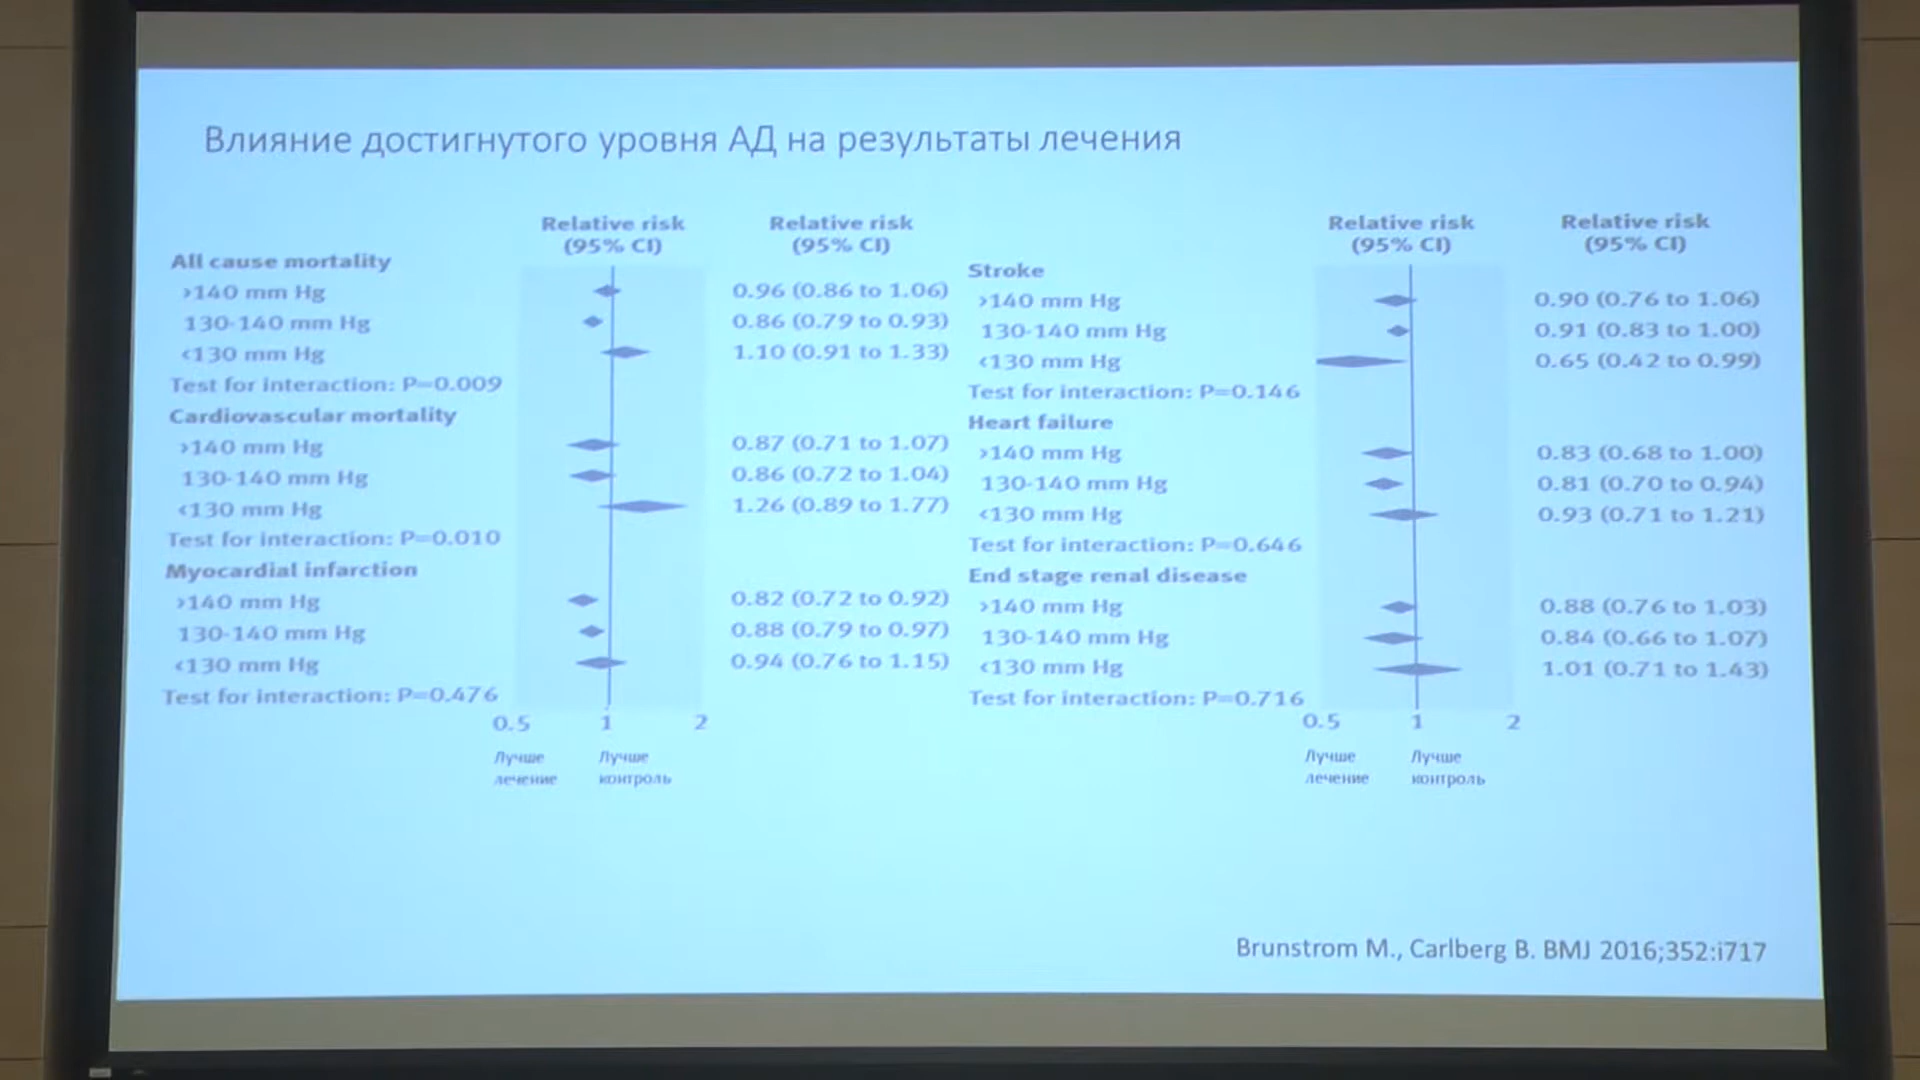 Влияние достигнутого уровня АД на результаты лечения
Relative risk
(95% CI)
Relative risk
(95% CI)
All cause mortality
>140 mm Hg 0.96 (0.86 to 1.06)
130-140 mm Hg 0.86 (0.79 to 0.93)
<130 mm Hg 1.10 (0.91 to 1.33)
Test for interaction: P=0.009
Cardiovascular mortality
>140 mm Hg 0.87 (0.71 to 1.07)
130-140 mm Hg 0.86 (0.72 to 1.04)
<130 mm Hg 1.26 (0.89 to 1.77)
Test for interaction: P=0.010
Myocardial infarction
>140 mm Hg 0.82 (0.72 to 0.92)
130-140 mm Hg 0.88 (0.79 to 0.97)
<130 mm Hg 0.94 (0.76 to 1.15)
Test for interaction: P=0.476
0.5 1 2
Лучше
лечение
Лучше
контроль
Relative risk
(95% CI)
Relative risk
(95% CI)
Stroke
>140 mm Hg 0.90 (0.76 to 1.06)
130-140 mm Hg 0.91 (0.83 to 1.00)
<130 mm Hg 0.65 (0.42 to 0.99)
Test for interaction: P=0.146
Heart failure
>140 mm Hg 0.83 (0.68 to 1.00)
130-140 mm Hg 0.81 (0.70 to 0.94)
<130 mm Hg 0.93 (0.71 to 1.21)
Test for interaction: P=0.646
End stage renal disease
>140 mm Hg 0.88 (0.76 to 1.03)
130-140 mm Hg 0.84 (0.66 to 1.07)
<130 mm Hg 1.01 (0.71 to 1.43)
Test for interaction: P=0.716
0.5 1 2
Лучше
лечение
Лучше
контроль
Brunstrom M., Carlberg B. BMJ 2016;352:i717